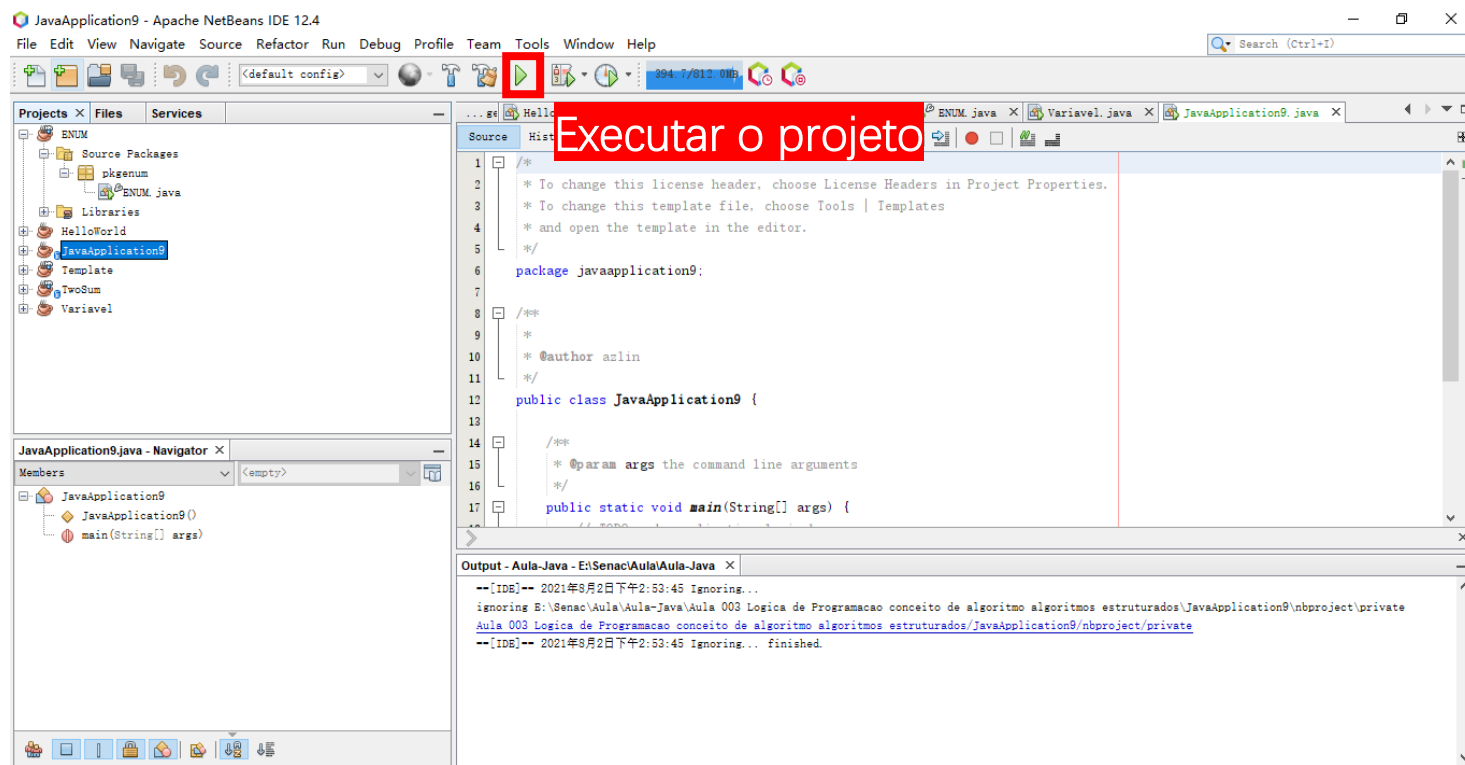 JavaApplication9 - Apache NetBeans IDE 12.4
File Edit View Navigate Source Refactor Run Debug Profile Team Tools Window Help
Search (Ctrl+I)
<default config>
394.7/812.0MB
Projects Files Services
ENUM
Source Packages
pkgenum
ENUM.java
Libraries
HelloWorld
JavaApplication9
Template
TwoSum
Variavel
Executar o projeto
ENUM.java Variavel.java JavaApplication9.java
Source
1 /*
2 * To change this license header, choose License Headers in Project Properties.
3 * To change this template file, choose Tools | Templates
4 * and open the template in the editor.
5 */
6 package javaapplication9;
7
8 /**
9 *
10 * @author azlin
11 */
12 public class JavaApplication9 {
13
14 /**
15 * @param args the command line arguments
16 */
17 public static void main(String[] args) {
JavaApplication9.java - Navigator
Members <empty>
JavaApplication9
JavaApplication9()
main(String[] args)
Output - Aula-Java - E:\Senac\Aula\Aula-Java
==[IDE]== 2021年8月2日下午2:53:45 Ignoring...
ignoring E:\Senac\Aula\Aula-Java\Aula 003 Logica de Programacao conceito de algoritmo algoritmos estruturados\JavaApplication9\nbproject\private
Aula 003 Logica de Programacao conceito de algoritmo algoritmos estruturados/JavaApplication9/nbproject/private
==[IDE]== 2021年8月2日下午2:53:45 Ignoring... finished.